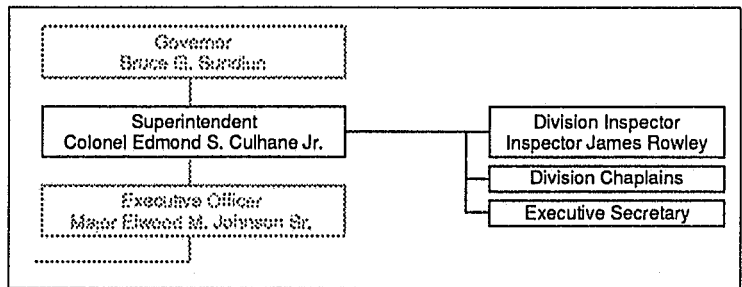 Governor
Bruce G. Sundlun
Superintendent
Colonel Edmond S. Culhane Jr.
Executive Officer
Major Elwood M. Johnson Sr.
Division Inspector
Inspector James Rowley
Division Chaplains
Executive Secretary